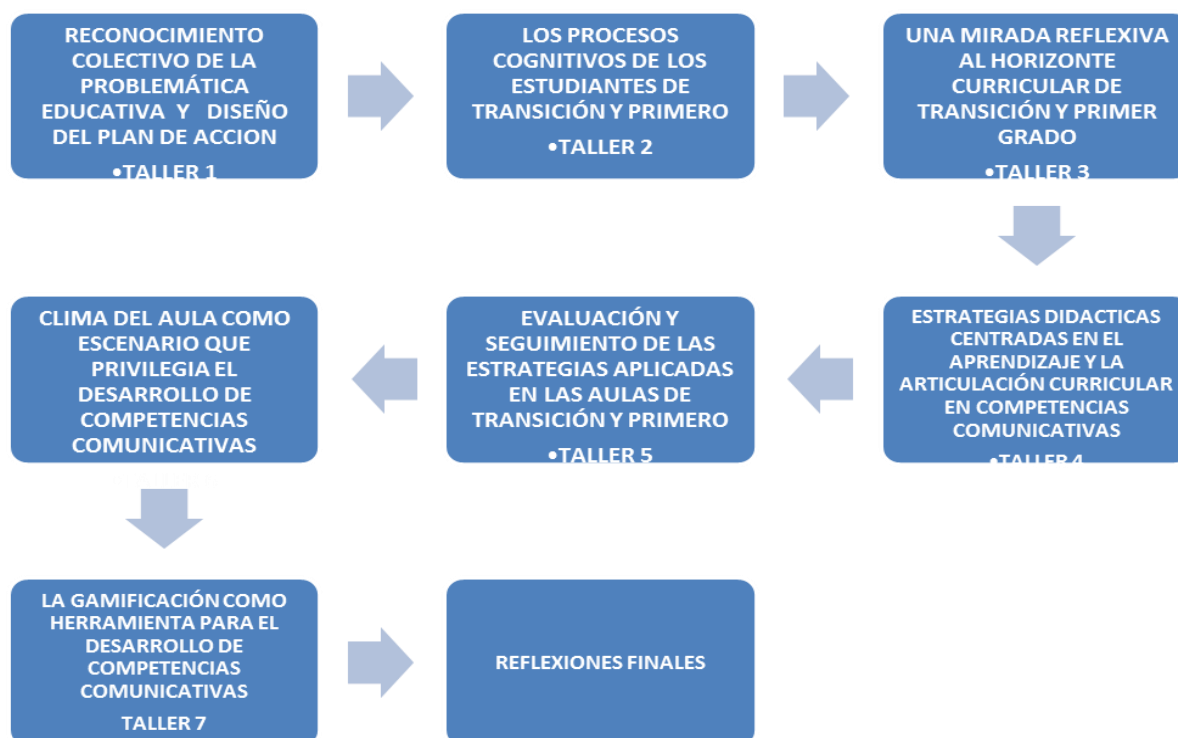 RECONOCIMIENTO
COLECTIVO DE LA
PROBLEMÁTICA
EDUCATIVA Y DISEÑO
DEL PLAN DE ACCION
•TALLER 1
LOS PROCESOS
COGNITIVOS DE LOS
ESTUDIANTES DE
TRANSICIÓN Y PRIMERO
•TALLER 2
UNA MIRADA REFLEXIVA
AL HORIZONTE
CURRICULAR DE
TRANSICIÓN Y PRIMER
GRADO
•TALLER 3
ESTRATEGIAS DIDACTICAS
CENTRADAS EN EL
APRENDIZAJE Y LA
ARTICULACIÓN CURRICULAR
EN COMPETENCIAS
COMUNICATIVAS
•TALLER 4
EVALUACIÓN Y
SEGUIMIENTO DE LAS
ESTRATEGIAS APLICADAS
EN LAS AULAS DE
TRANSICIÓN Y PRIMERO
•TALLER 5
CLIMA DEL AULA COMO
ESCENARIO QUE
PRIVILEGIA EL
DESARROLLO DE
COMPETENCIAS
COMUNICATIVAS
LA GAMIFICACIÓN COMO
HERRAMIENTA PARA EL
DESARROLLO DE
COMPETENCIAS
COMUNICATIVAS
TALLER 7
REFLEXIONES FINALES